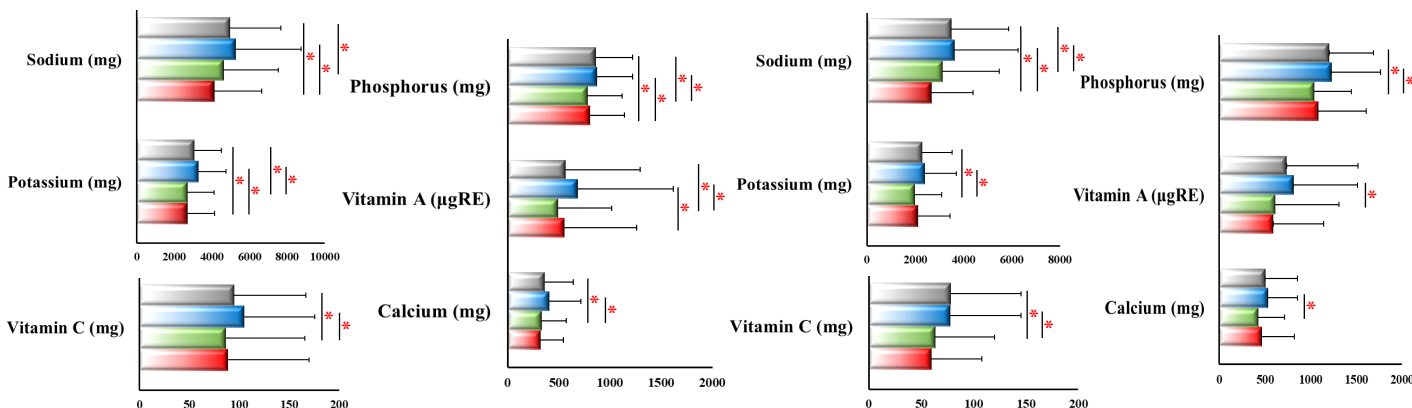 Sodium (mg)
Potassium (mg)
0 2000 4000 6000 8000 10000
Vitamin C (mg)
0 50 100 150 200
Phosphorus (mg)
Vitamin A (µgRE)
Calcium (mg)
0 500 1000 1500 2000
Sodium (mg)
Potassium (mg)
0 2000 4000 6000 8000
Vitamin C (mg)
0 50 100 150 200
Phosphorus (mg)
Vitamin A (µgRE)
Calcium (mg)
0 500 1000 1500 2000